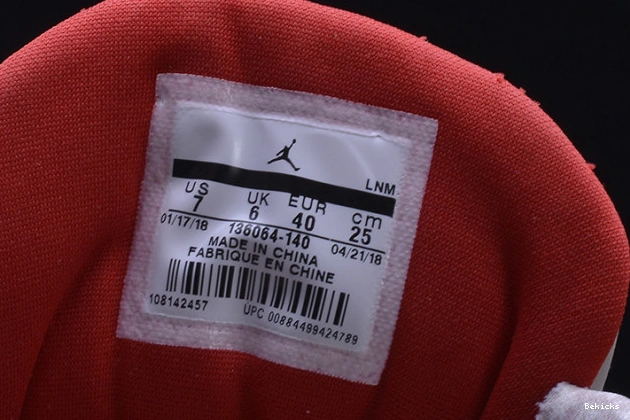 LNM
US UK EUR cm
7 6 40 25
01/17/18 136064-140 04/21/18
MADE IN CHINA
FABRIQUE EN CHINE
108142457
UPC 00884499424789
Bekicks